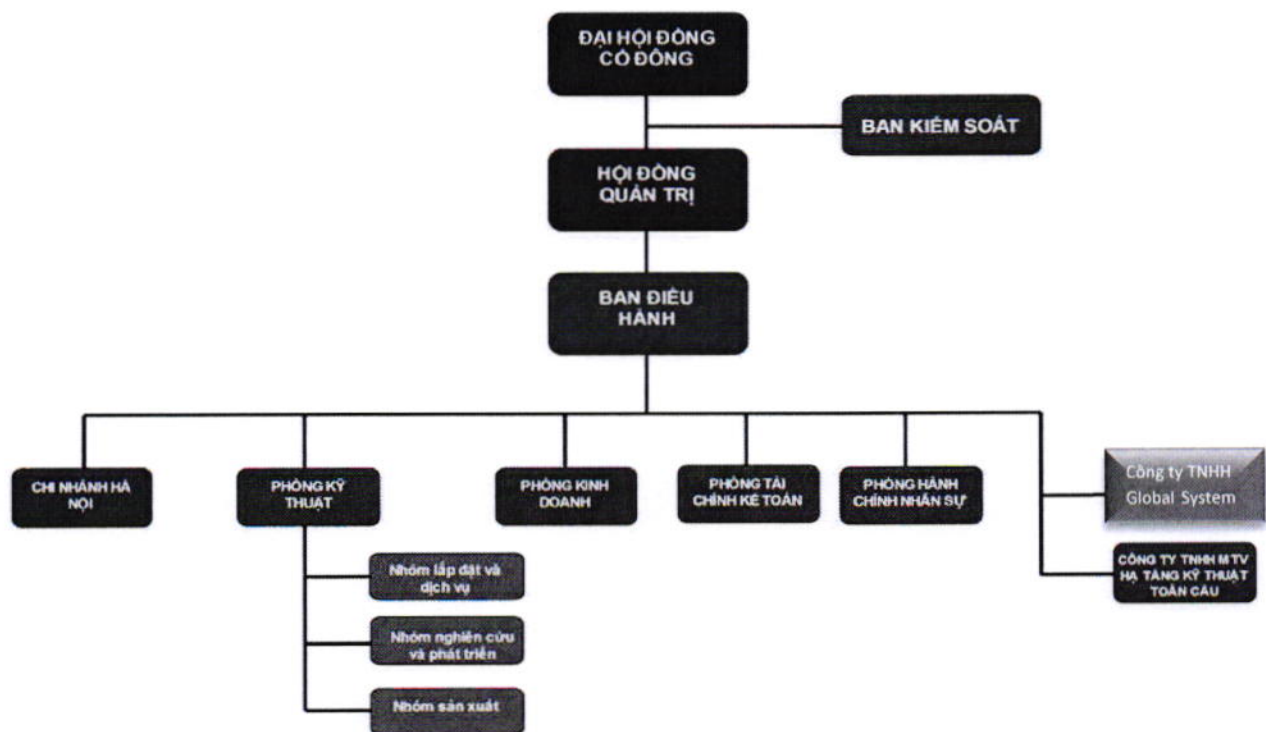 ĐẠI HỘI ĐỒNG
CỔ ĐÔNG
BAN KIỂM SOÁT
HỘI ĐỒNG
QUẢN TRỊ
BAN ĐIỀU
HÀNH
CHI NHÁNH HÀ
NỘI
PHÒNG KỸ
THUẬT
PHÒNG KINH
DOANH
PHÒNG TÀI
CHÍNH KẾ TOÁN
PHÒNG HÀNH
CHÍNH NHÂN SỰ
Công ty TNHH
Global System
CÔNG TY TNHH MTV
HẠ TẦNG KỸ THUẬT
TOÀN CẦU
Nhóm lắp đặt và
dịch vụ
Nhóm nghiên cứu
và phát triển
Nhóm sản xuất